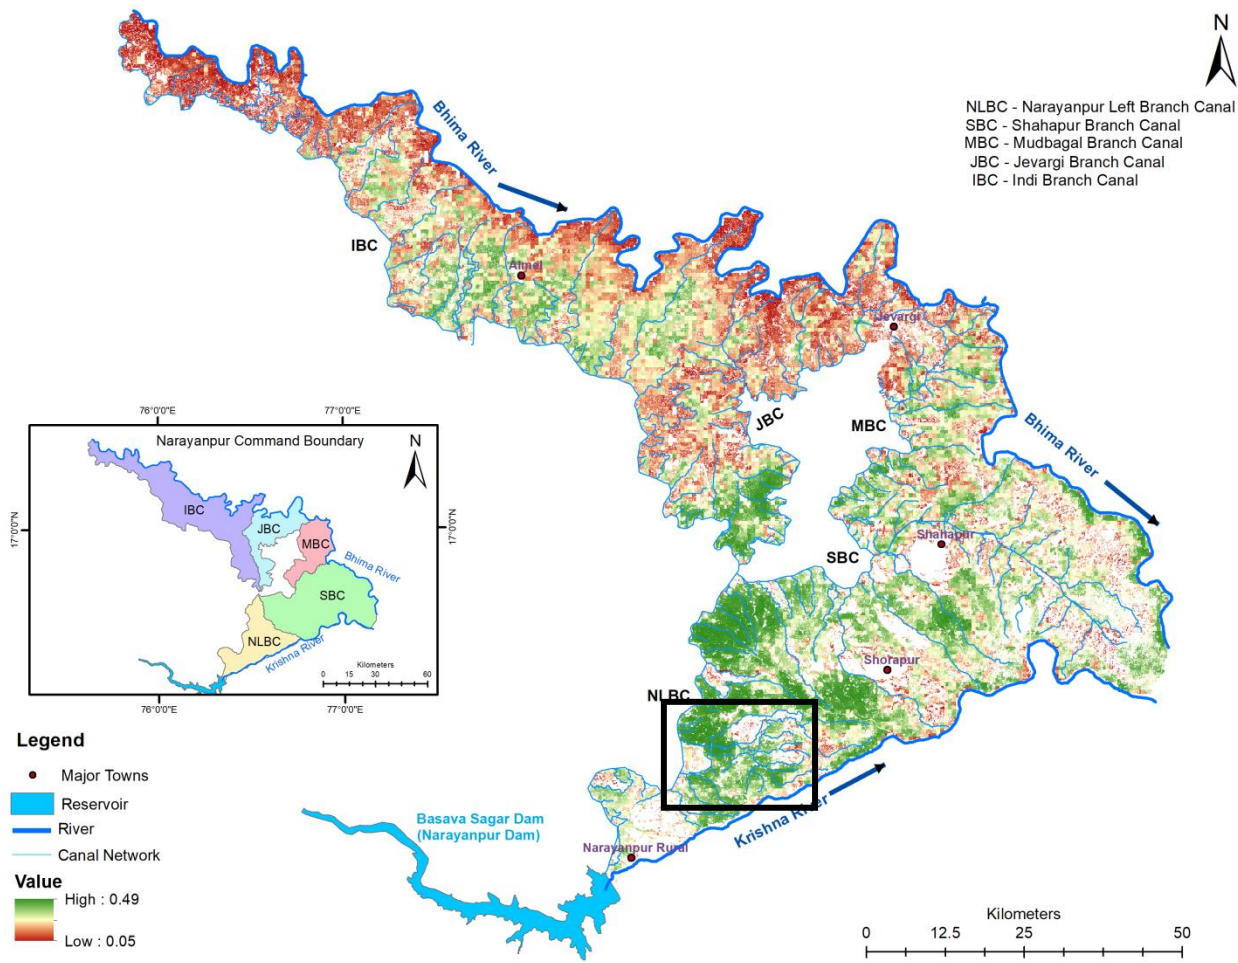 N
NLBC - Narayanpur Left Branch Canal
SBC - Shahapur Branch Canal
MBC - Mudbagal Branch Canal
JBC - Jevargi Branch Canal
IBC - Indi Branch Canal
Bhima River
IBC
Almel
Jevargi
JBC
MBC
Bhima River
76°0'0"E
77°0'0"E
Narayanpur Command Boundary
N
IBC
JBC
MBC
17°0'0"N
17°0'0"N
Bhima River
SBC
NLBC
Krishna River
Kilometers
0 15 30 45 60
76°0'0"E
77°0'0"E
Shahapur
SBC
Shorapur
NLBC
Krishna River
Legend
Major Towns
Reservoir
River
Canal Network
Value
High : 0.49
Low : 0.05
Basava Sagar Dam
(Narayanpur Dam)
Narayanpur Rural
Kilometers
0 12.5 25 50